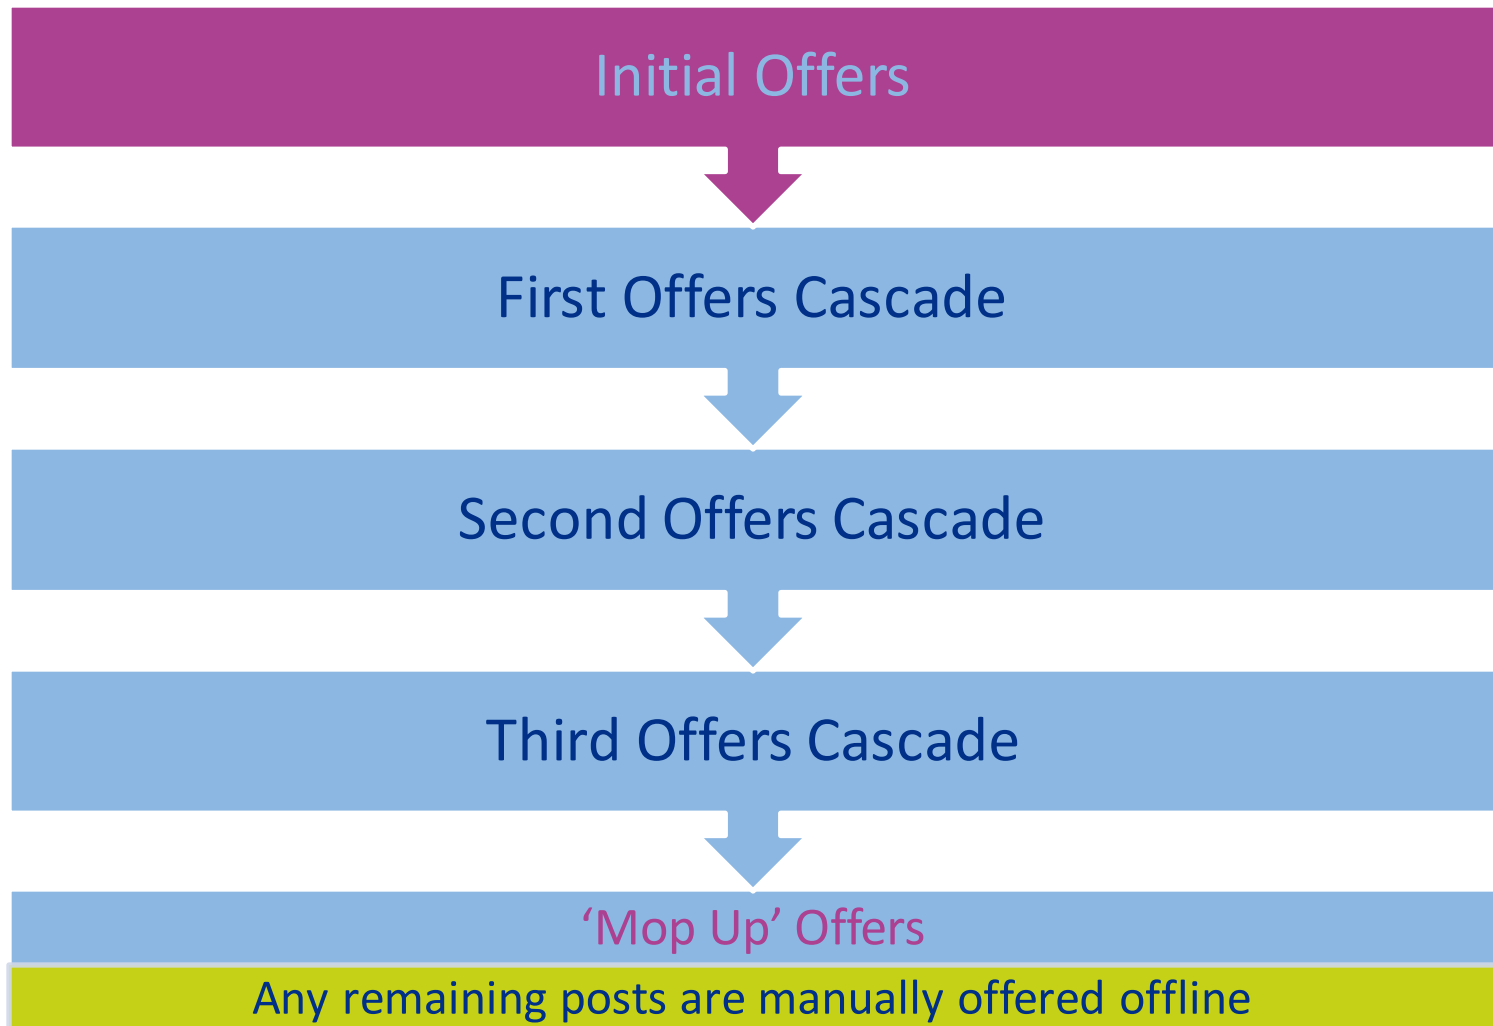 Initial Offers
First Offers Cascade
Second Offers Cascade
Third Offers Cascade
‘Mop Up’ Offers
Any remaining posts are manually offered offline